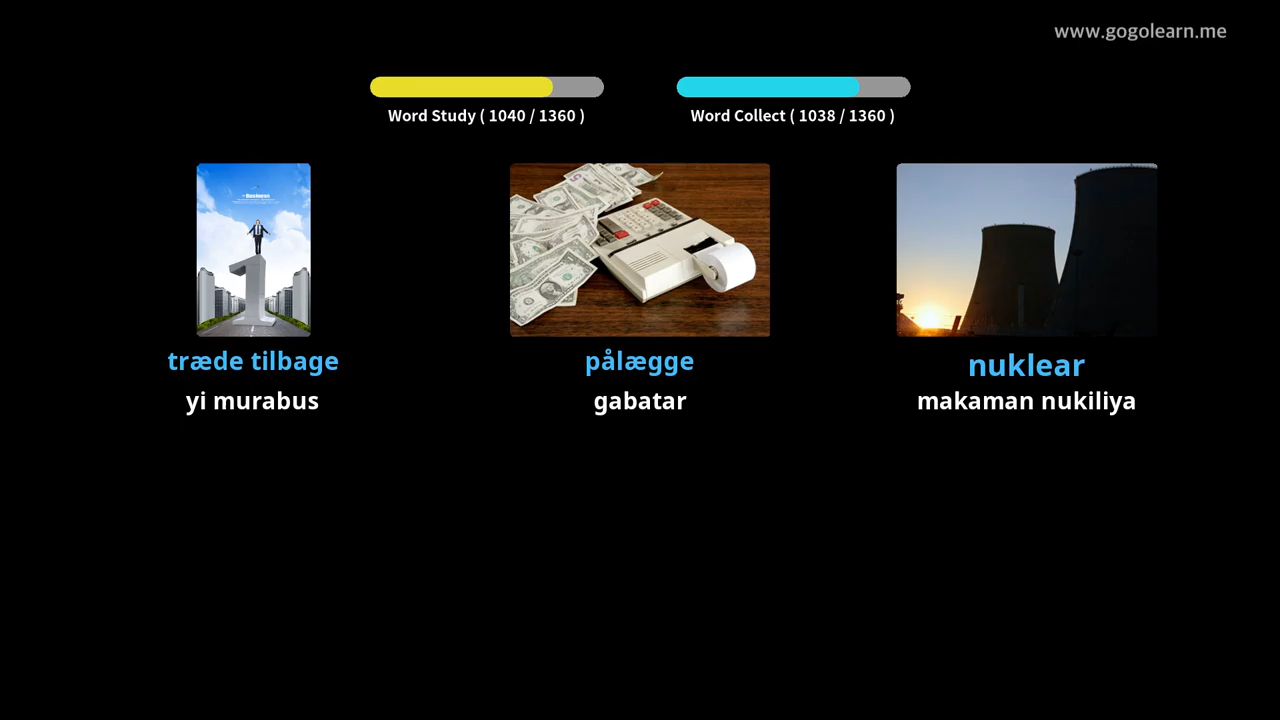 www.gogolearn.me
Word Study ( 1040 / 1360 )
Word Collect ( 1038 / 1360 )
Business
træde tilbage
pålægge
nuklear
yi murabus
gabatar
makaman nukiliya